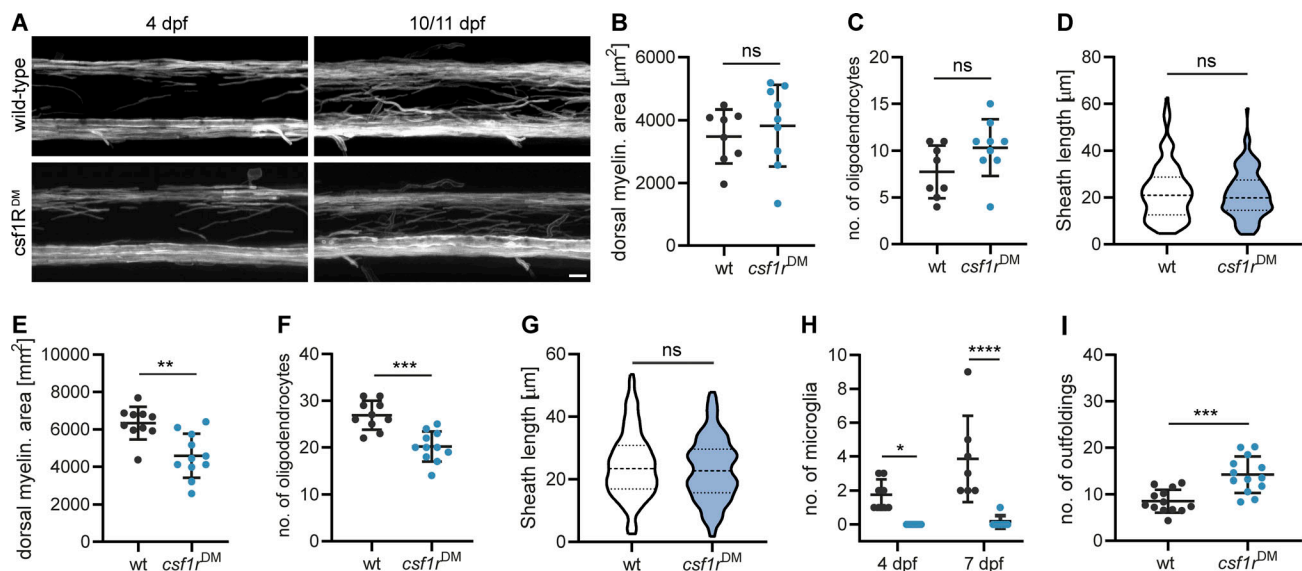 A
4 dpf
10/11 dpf
wild-type
csf1R^DM
B
dorsal myelin. area [µm²]
6000
4000
2000
0
ns
wt
csf1r^DM
C
no. of oligodendrocytes
20
15
10
5
0
ns
wt
csf1r^DM
D
Sheath length [µm]
80
60
40
20
0
ns
wt
csf1r^DM
E
dorsal myelin. area [mm²]
10000
8000
6000
4000
2000
0
**
wt
csf1r^DM
F
no. of oligodendrocytes
40
30
20
10
0
***
wt
csf1r^DM
G
Sheath length [µm]
60
40
20
0
ns
wt
csf1r^DM
H
no. of microglia
10
8
6
4
2
0
*
****
4 dpf
7 dpf
I
no. of outfoldings
40
30
20
10
0
***
wt
csf1r^DM